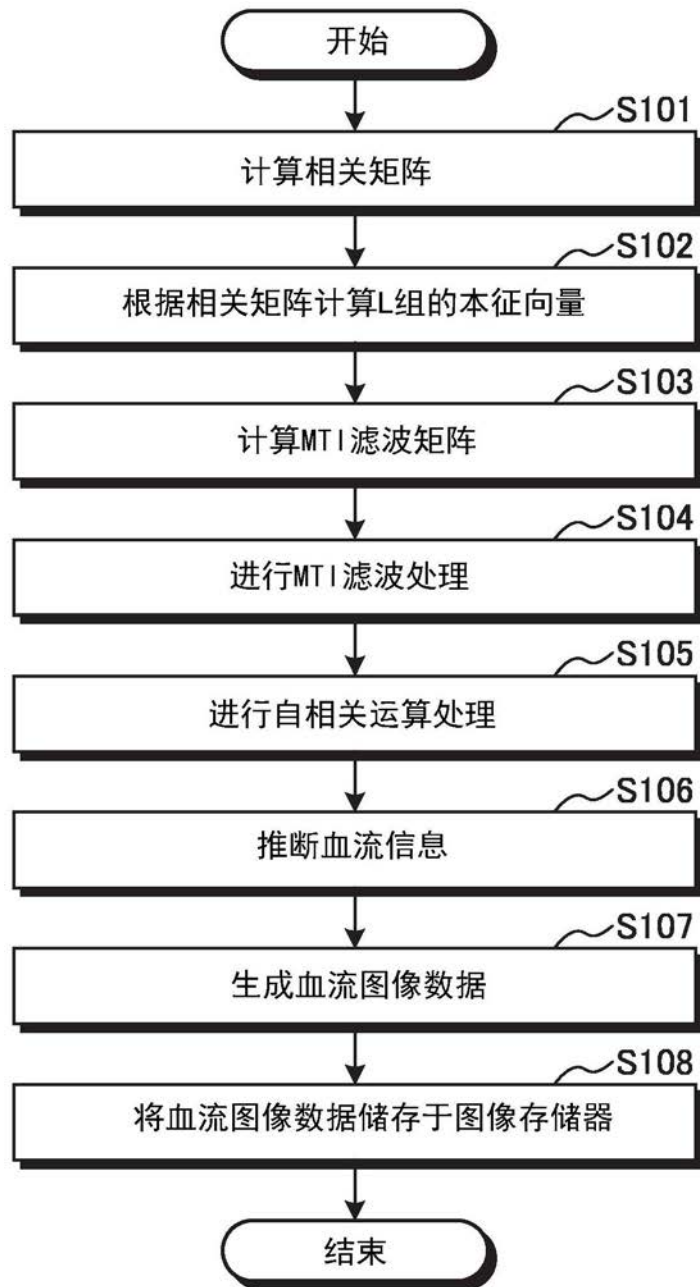 开始
S101
计算相关矩阵
S102
根据相关矩阵计算L组的本征向量
S103
计算MTI滤波矩阵
S104
进行MTI滤波处理
S105
进行自相关运算处理
S106
推断血流信息
S107
生成血流图像数据
S108
将血流图像数据储存于图像存储器
结束